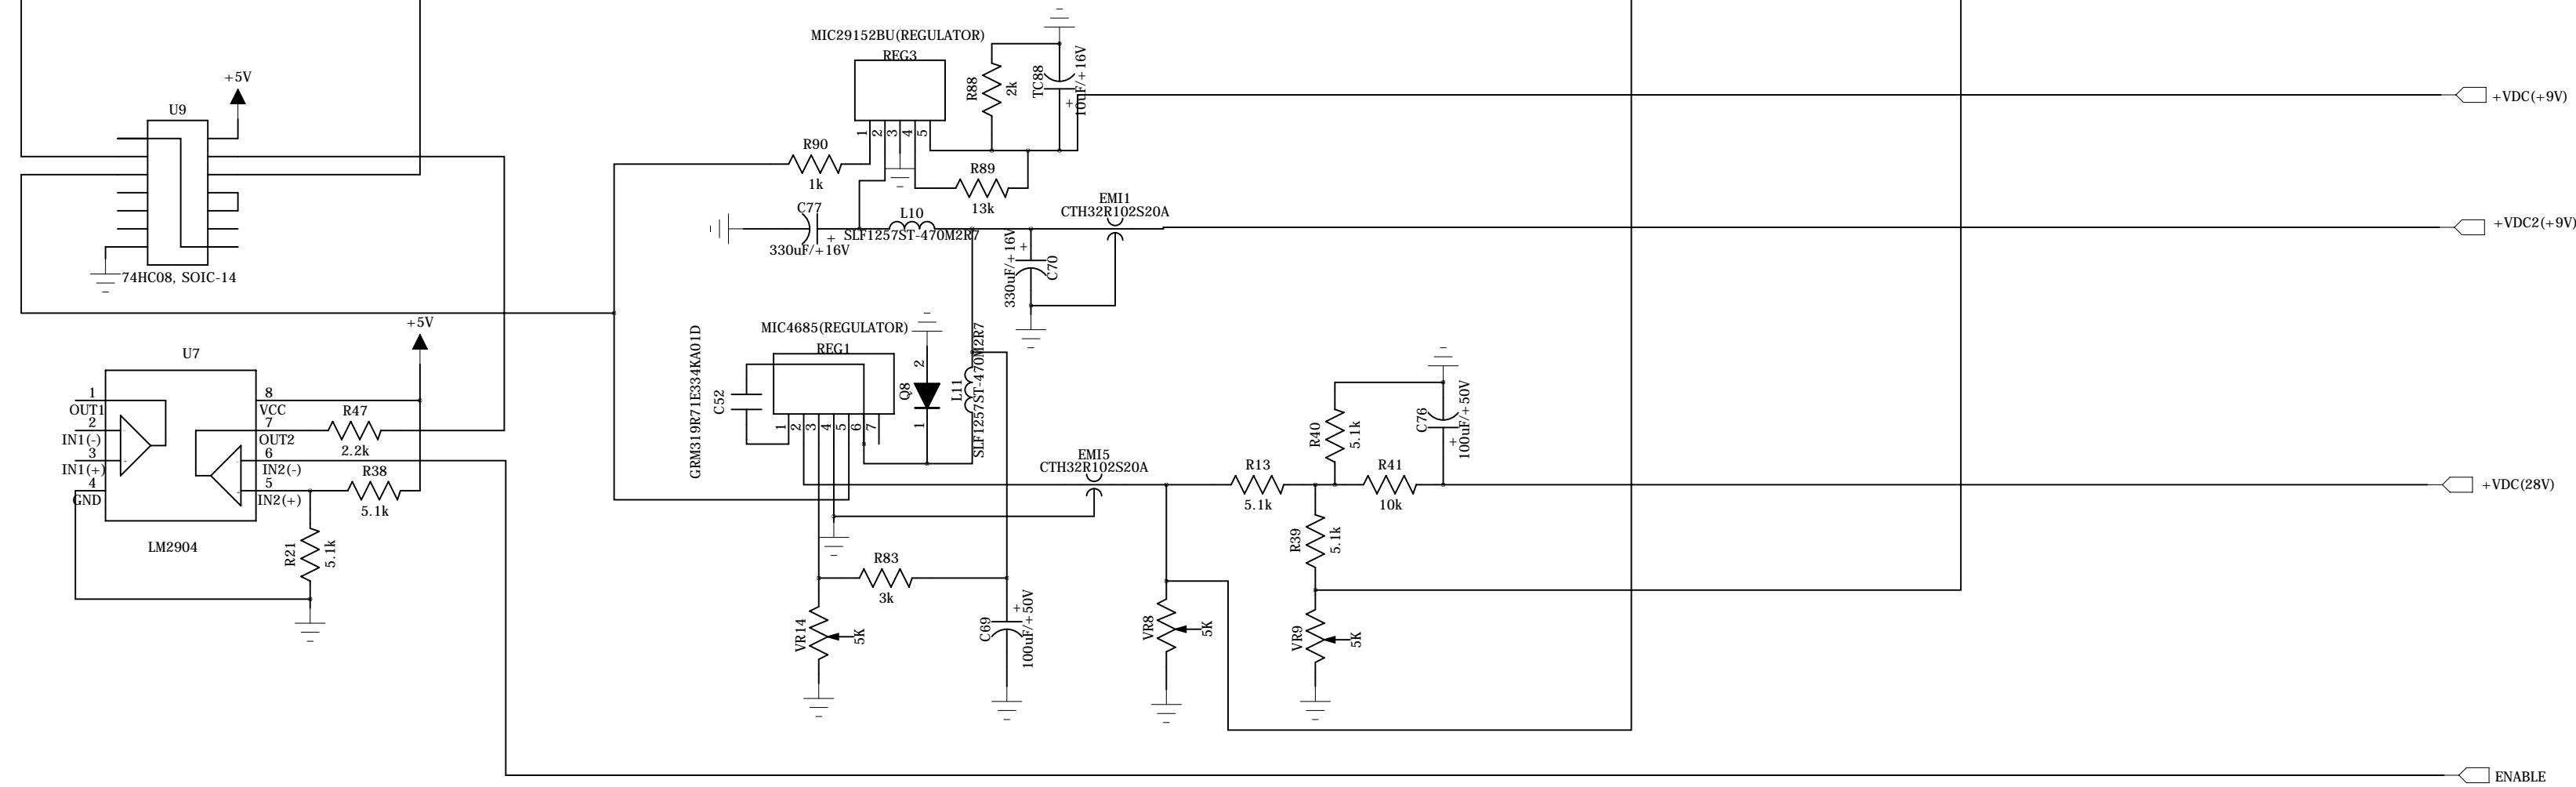 MIC29152BU(REGULATOR)
REG3
1
2
3
4
5
R88
2k
TC88
10uF/+16V
+
+VDC(+9V)
+5V
U9
74HC08, SOIC-14
R90
1k
R89
13k
C77
+
330uF/+16V
L10
SLF1257ST-470M2R7
EMI1
CTH32R102S20A
330uF/+16V
+
C70
+VDC2(+9V)
+5V
U7
1
OUT1
2
IN1(-)
3
IN1(+)
4
GND
8
VCC
7
OUT2
6
IN2(-)
5
IN2(+)
LM2904
R47
2.2k
R38
5.1k
R21
5.1k
GRM319R71E334KA01D
C52
MIC4685(REGULATOR)
REG1
1
2
3
4
5
6
7
Q8
2
1
L11
SLF1257ST-470M2R7
EMI5
CTH32R102S20A
R13
5.1k
R40
5.1k
R41
10k
C76
+
100uF/+50V
+VDC(28V)
R39
5.1k
R83
3k
VR14
5K
C69
+
100uF/+50V
VR8
5K
VR9
5K
ENABLE